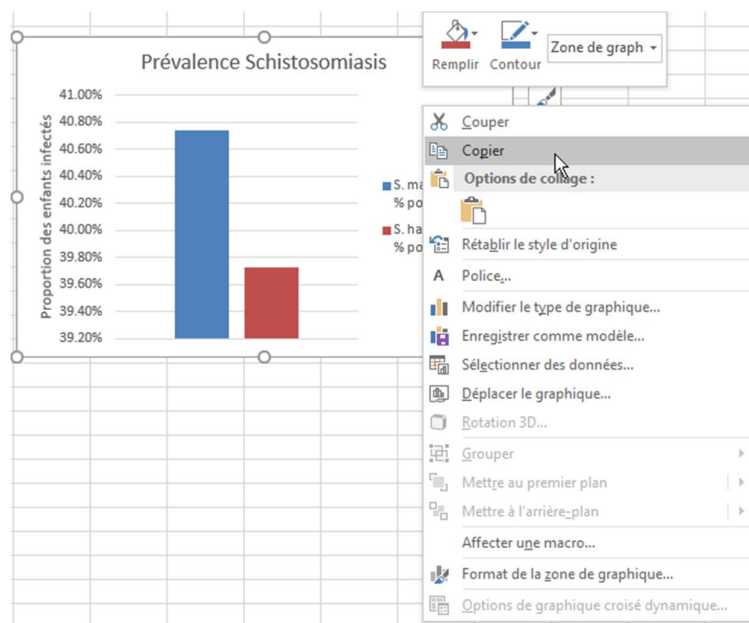 Remplir Contour Zone de graph
Prévalence Schistosomiasis
Proportion des enfants infectés
41.00%
40.80%
40.60%
40.40%
40.20%
40.00%
39.80%
39.60%
39.40%
39.20%
S. ma
% po
S. ha
% po
Couper
Copier
Options de collage :
Rétablir le style d'origine
A Police...
Modifier le type de graphique...
Enregistrer comme modèle...
Sélectionner des données...
Déplacer le graphique...
Rotation 3D...
Grouper
Mettre au premier plan
Mettre à l'arrière-plan
Affecter une macro...
Format de la zone de graphique...
Options de graphique croisé dynamique...